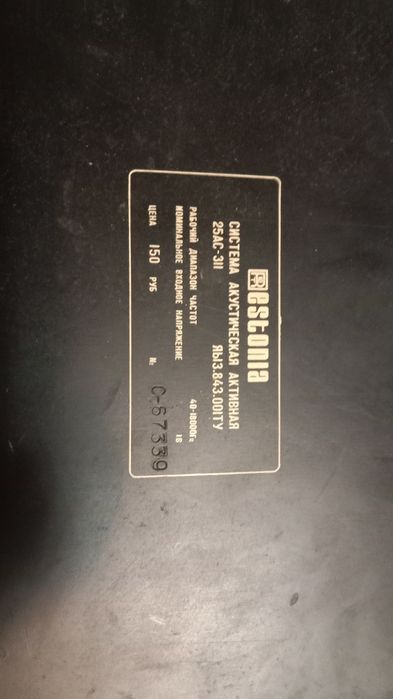 estonia
СИСТЕМА АКУСТИЧЕСКАЯ АКТИВНАЯ
25АС-311 ЯЫ3.843.001ТУ
РАБОЧИЙ ДИАПАЗОН ЧАСТОТ 40-18000Гц
НОМИНАЛЬНОЕ ВХОДНОЕ НАПРЯЖЕНИЕ 1В
ЦЕНА 150 РУБ № С-67339